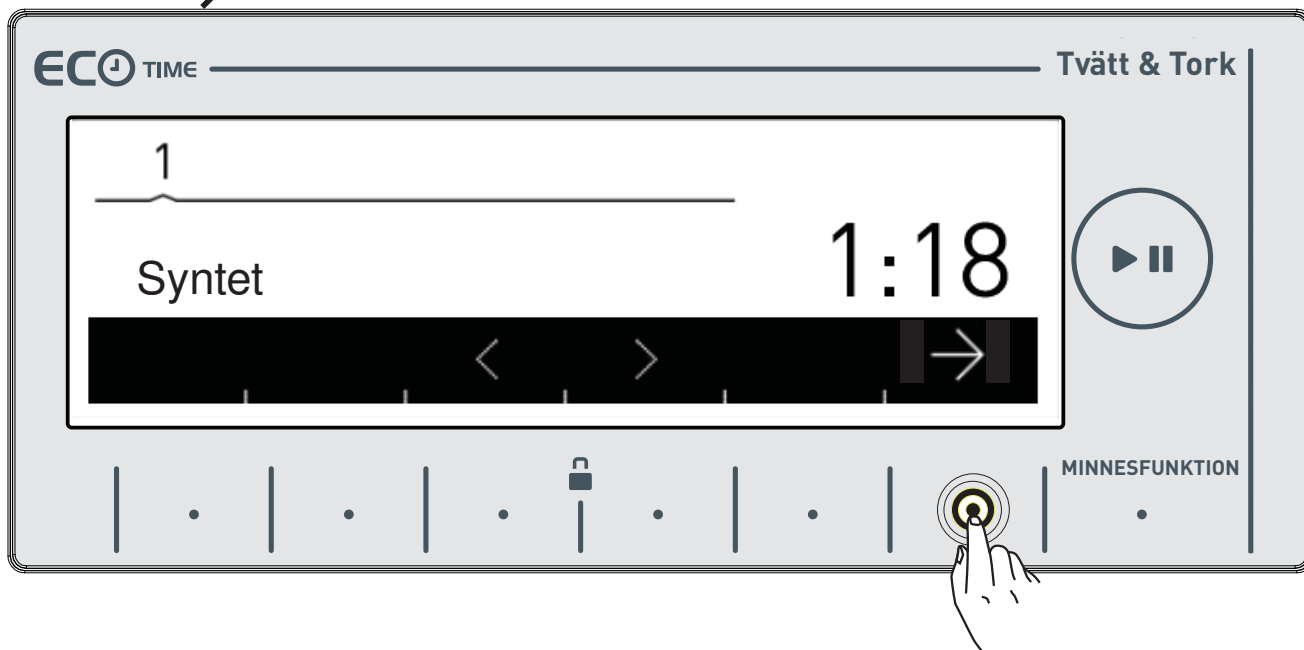 ECO TIME
Tvätt & Tork
1
Syntet
1:18
MINNESFUNKTION